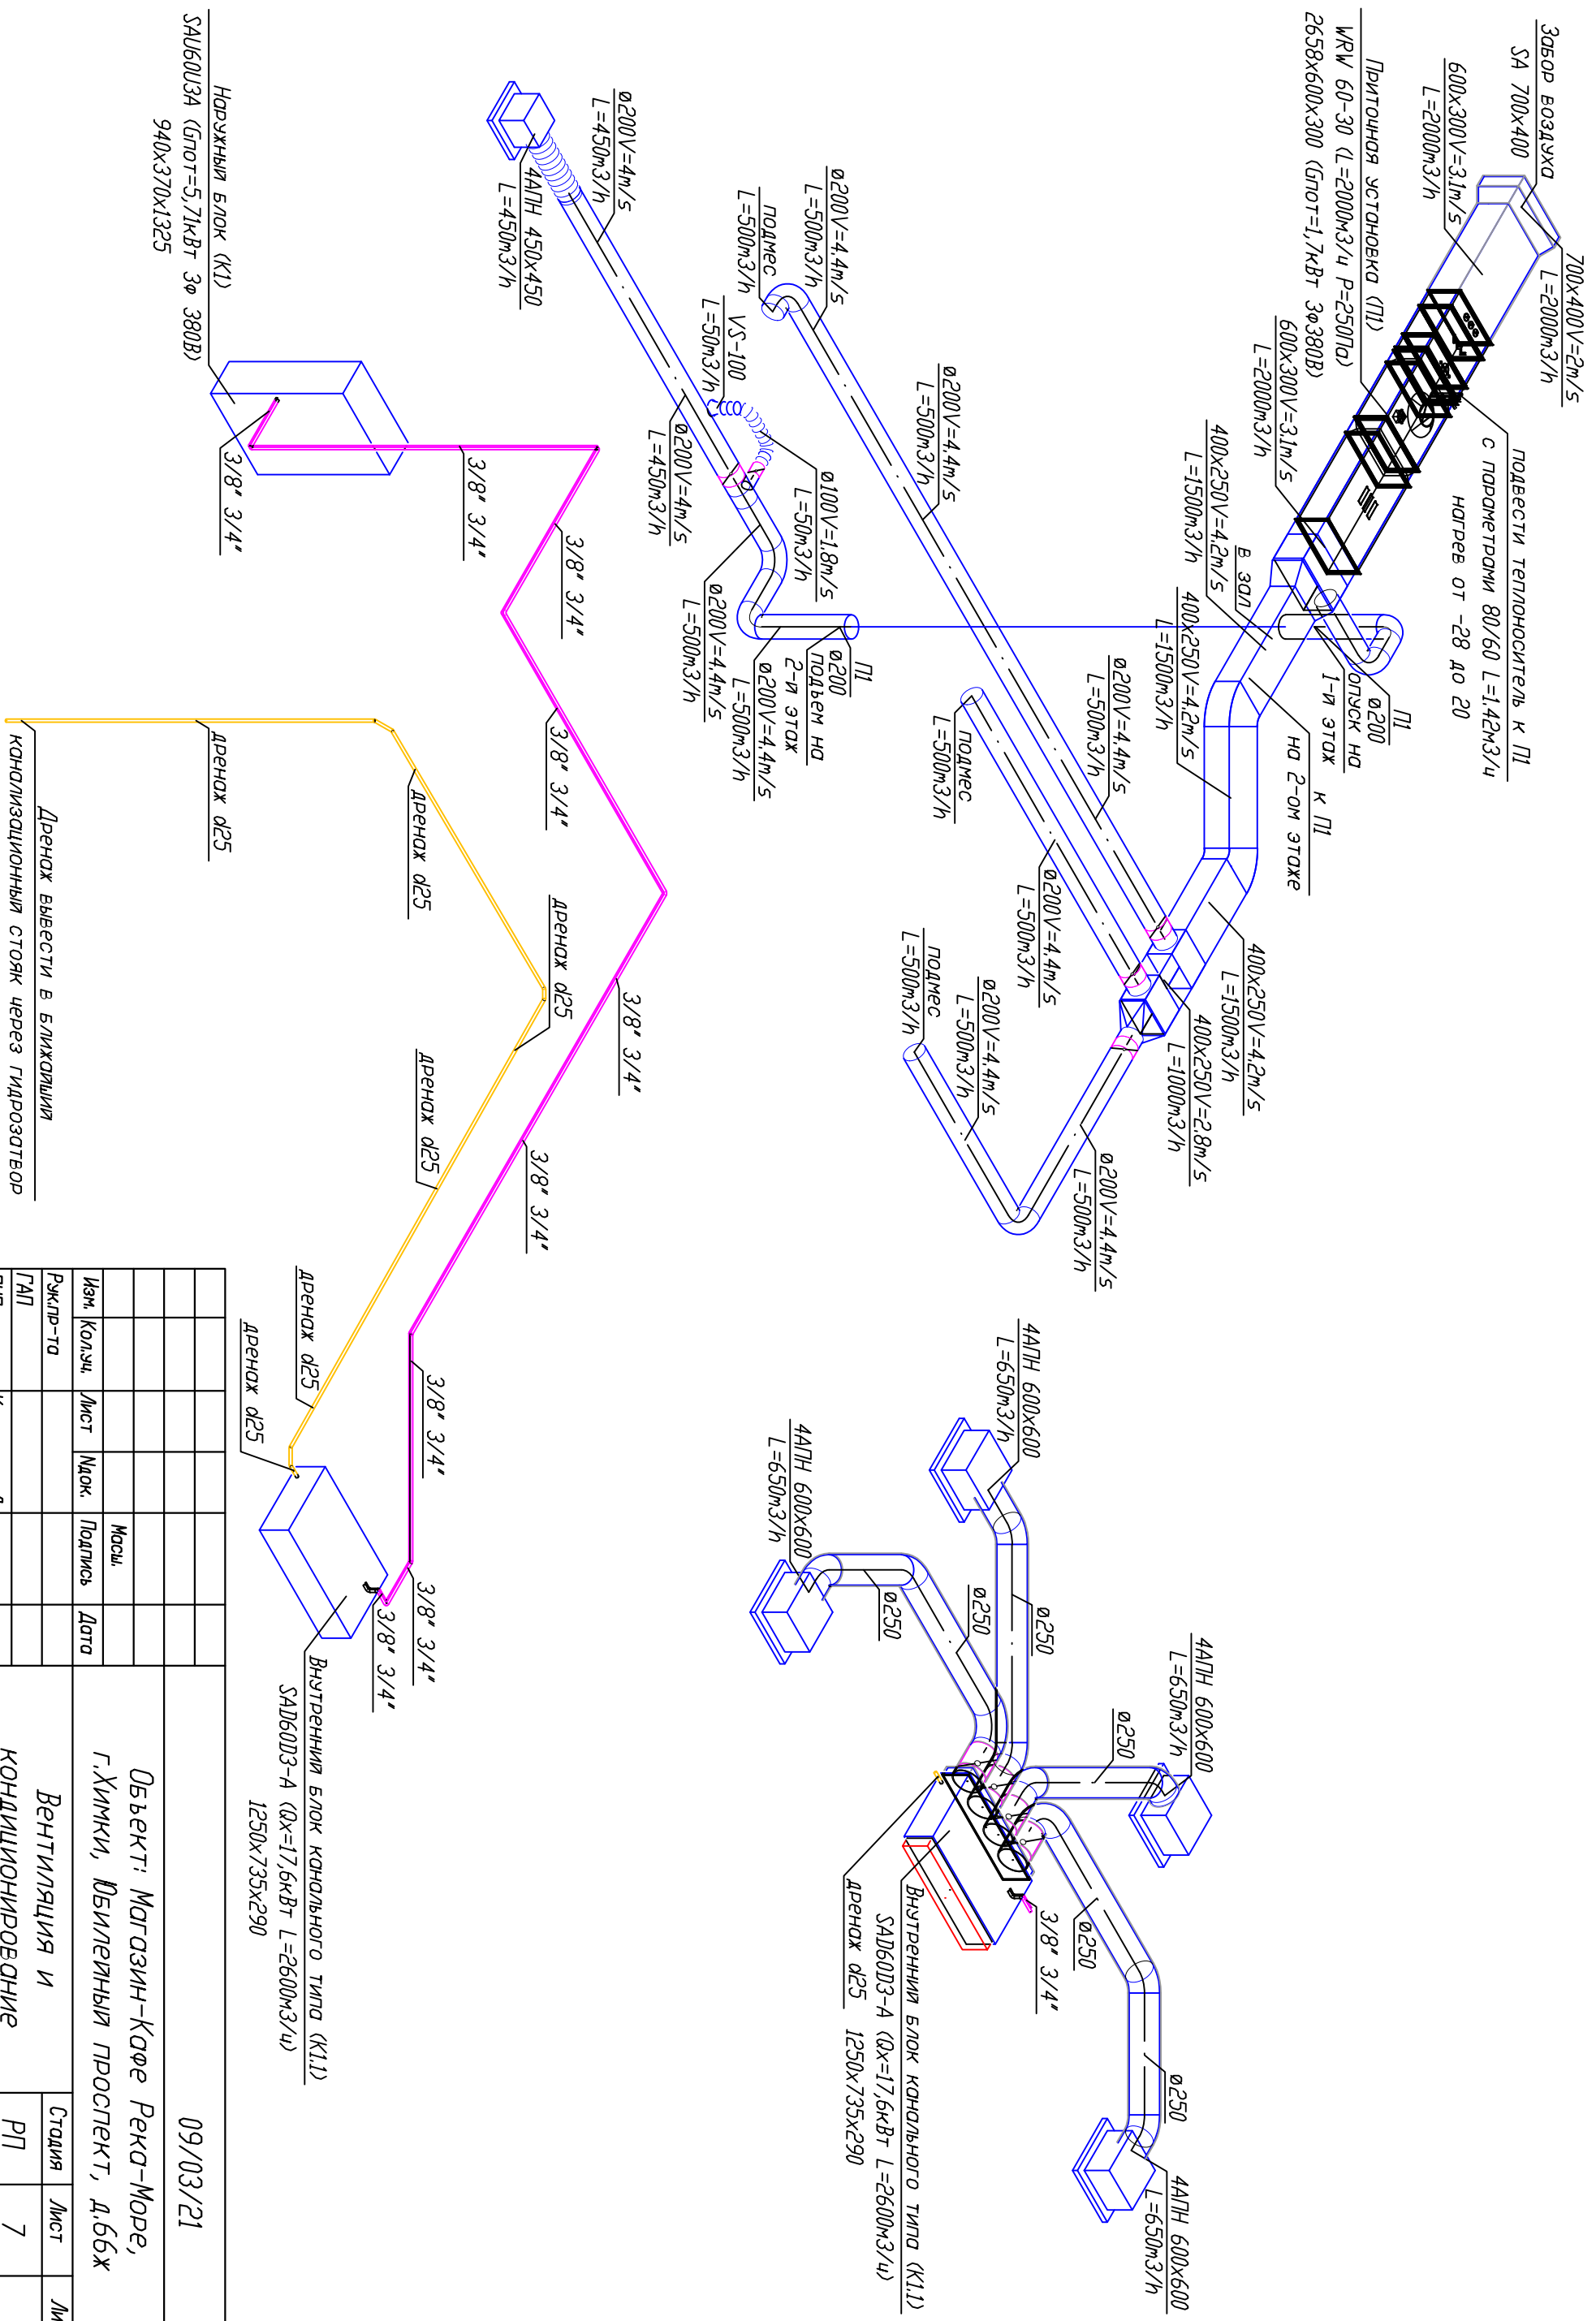 Забор воздуха
SA 700х400
700x400V=2m/s
L=2000m3/h
600x300V=3.1m/s
L=2000m3/h
Приточная установка (П1)
WRW 60-30 (L=2000м3/ч P=250Па)
2658х600х300 (Gпот=1,7кВт 3ф380В)
600x300V=3.1m/s
L=2000m3/h
подвести теплоноситель к П1
с параметрами 80/60 L=1.42м3/ч
нагрев от -28 до 20
400x250V=4.2m/s
L=1500m3/h
в зал
П1
ø200
опуск на
1-й этаж
к П1
на 2-ом этаже
400x250V=4.2m/s
L=1500m3/h
400x250V=4.2m/s
L=1500m3/h
400x250V=2.8m/s
L=1000m3/h
ø200V=4.4m/s
L=500m3/h
подмес
L=500m3/h
ø200V=4.4m/s
L=500m3/h
ø200V=4.4m/s
L=500m3/h
подмес
L=500m3/h
ø200V=4.4m/s
L=500m3/h
подмес
L=500m3/h
ø200V=4.4m/s
L=500m3/h
ø200V=4.4m/s
L=500m3/h
ø200V=4m/s
L=450m3/h
4АПН 450х450
L=450m3/h
VS-100
L=50m3/h
ø100V=1.8m/s
L=50m3/h
ø200V=4m/s
L=450m3/h
ø200V=4.4m/s
L=500m3/h
П1
ø200
подъем на
2-й этаж
ø200V=4.4m/s
L=500m3/h
4АПН 600х600
L=650m3/h
4АПН 600х600
L=650m3/h
4АПН 600х600
L=650m3/h
4АПН 600х600
L=650m3/h
ø250
ø250
ø250
ø250
ø250
ø250
3/8" 3/4"
Внутренний блок канального типа (К1.1)
SAD60D3-A (Qх=17,6кВт L=2600м3/ч)
1250х735х290
дренаж d25
Наружный блок (К1)
SAU60U3A (Gпот=5,71кВт 3ф 380В)
940х370х1325
3/8" 3/4"
3/8" 3/4"
3/8" 3/4"
3/8" 3/4"
3/8" 3/4"
3/8" 3/4"
3/8" 3/4"
3/8" 3/4"
3/8" 3/4"
дренаж d25
дренаж d25
дренаж d25
дренаж d25
дренаж d25
дренаж d25
Дренаж вывести в ближайший
канализационный стояк через гидрозатвор
Внутренний блок канального типа (К1.1)
SAD60D3-A (Qх=17,6кВт L=2600м3/ч)
1250х735х290
09/03/21
Объект: Магазин-Кафе Река-Море,
г.Химки, Юбилейный проспект, д.66ж
Масш.
Изм. Кол.уч. Лист Nдок. Подпись Дата
Рук.пр-та
ГАП
Вентиляция и
кондиционирование
Стадия Лист
РП 7